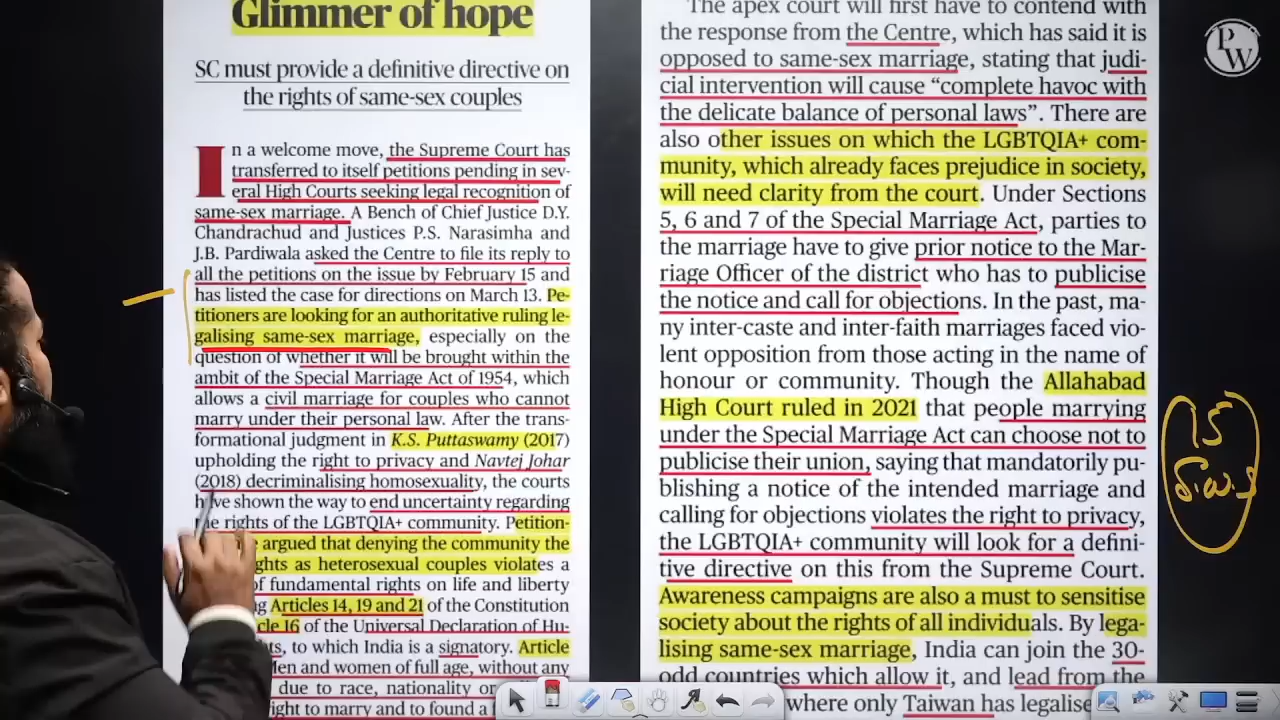 Glimmer of hope
SC must provide a definitive directive on
the rights of same-sex couples
In a welcome move, the Supreme Court has
transferred to itself petitions pending in sev-
eral High Courts seeking legal recognition of
same-sex marriage. A Bench of Chief Justice D.Y.
Chandrachud and Justices P.S. Narasimha and
J.B. Pardiwala asked the Centre to file its reply to
all the petitions on the issue by February 15 and
has listed the case for directions on March 13. Pe-
titioners are looking for an authoritative ruling le-
galising same-sex marriage, especially on the
question of whether it will be brought within the
ambit of the Special Marriage Act of 1954, which
allows a civil marriage for couples who cannot
marry under their personal law. After the trans-
formational judgment in K.S. Puttaswamy (2017)
upholding the right to privacy and Navtej Johar
(2018) decriminalising homosexuality, the courts
have shown the way to end uncertainty regarding
the rights of the LGBTQIA+ community. Petition-
argued that denying the community the
ghts as heterosexual couples violates a
of fundamental rights on life and liberty
g Articles 14, 19 and 21 of the Constitution
cle 16 of the Universal Declaration of Hu-
ts, to which India is a signatory. Article
Men and women of full age, without any
due to race, nationality or
ight to marry and to found a
The apex court will first have to contend with
the response from the Centre, which has said it is
opposed to same-sex marriage, stating that judi-
cial intervention will cause “complete havoc with
the delicate balance of personal laws”. There are
also other issues on which the LGBTQIA+ com-
munity, which already faces prejudice in society,
will need clarity from the court. Under Sections
5, 6 and 7 of the Special Marriage Act, parties to
the marriage have to give prior notice to the Mar-
riage Officer of the district who has to publicise
the notice and call for objections. In the past, ma-
ny inter-caste and inter-faith marriages faced vio-
lent opposition from those acting in the name of
honour or community. Though the Allahabad
High Court ruled in 2021 that people marrying
under the Special Marriage Act can choose not to
publicise their union, saying that mandatorily pu-
blishing a notice of the intended marriage and
calling for objections violates the right to privacy,
the LGBTQIA+ community will look for a defini-
tive directive on this from the Supreme Court.
Awareness campaigns are also a must to sensitise
society about the rights of all individuals. By lega-
lising same-sex marriage, India can join the 30-
odd countries which allow it, and lead from the
where only Taiwan has legalise
PW
15